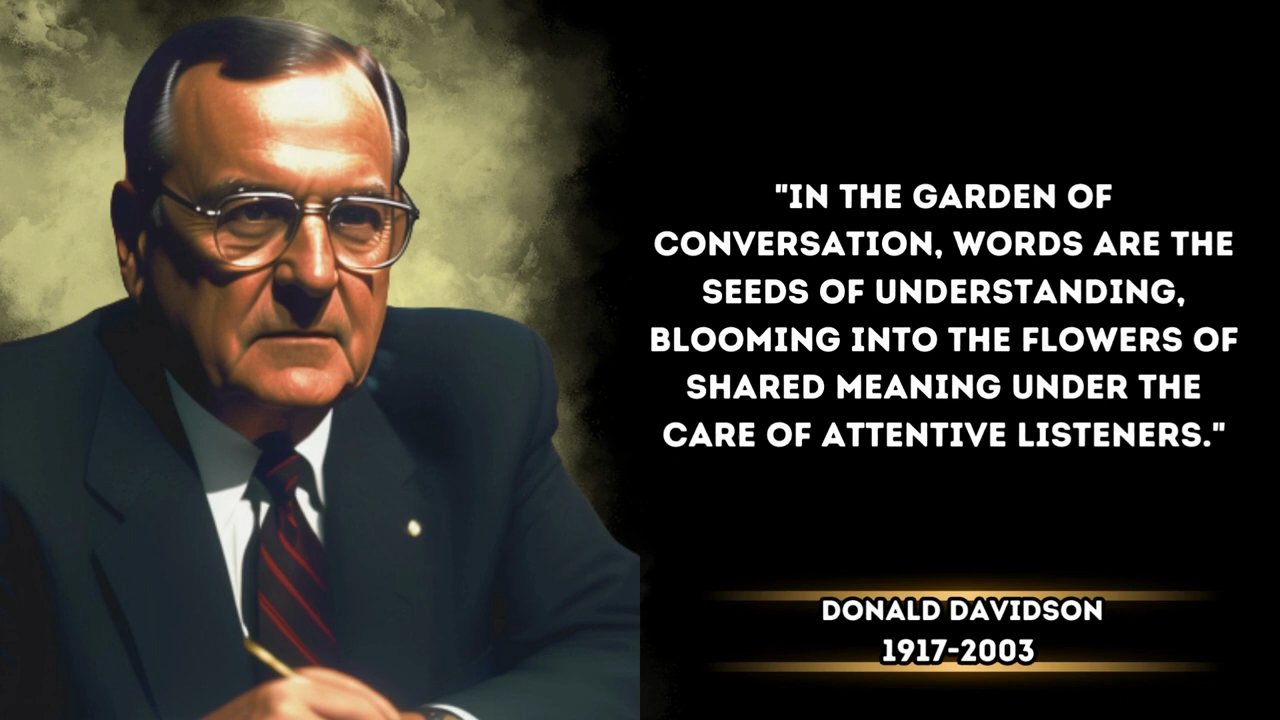 "IN THE GARDEN OF
CONVERSATION, WORDS ARE THE
SEEDS OF UNDERSTANDING,
BLOOMING INTO THE FLOWERS OF
SHARED MEANING UNDER THE
CARE OF ATTENTIVE LISTENERS."
DONALD DAVIDSON
1917-2003